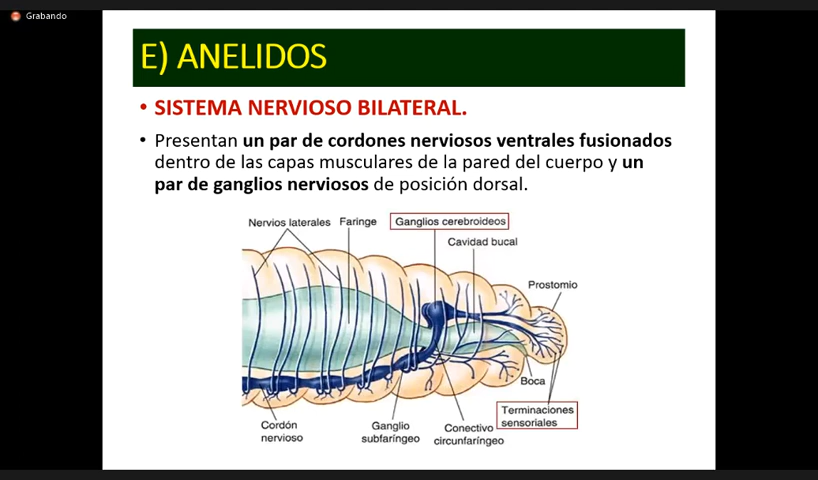 Grabando
E) ANELIDOS
• SISTEMA NERVIOSO BILATERAL.
• Presentan un par de cordones nerviosos ventrales fusionados
dentro de las capas musculares de la pared del cuerpo y un
par de ganglios nerviosos de posición dorsal.
Nervios laterales
Faringe
Ganglios cerebroideos
Cavidad bucal
Prostomio
Boca
Terminaciones
sensoriales
Cordón
nervioso
Ganglio
subfaríngeo
Conectivo
circunfaríngeo